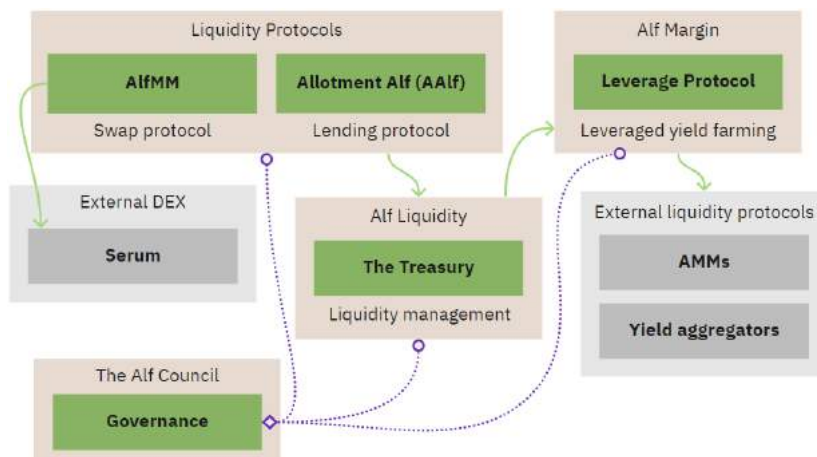 Liquidity Protocols
AlfMM
Allotment Alf (AAlf)
Swap protocol
Lending protocol
Alf Margin
Leverage Protocol
Leveraged yield farming
External DEX
Serum
Alf Liquidity
The Treasury
Liquidity management
External liquidity protocols
AMMs
Yield aggregators
The Alf Council
Governance